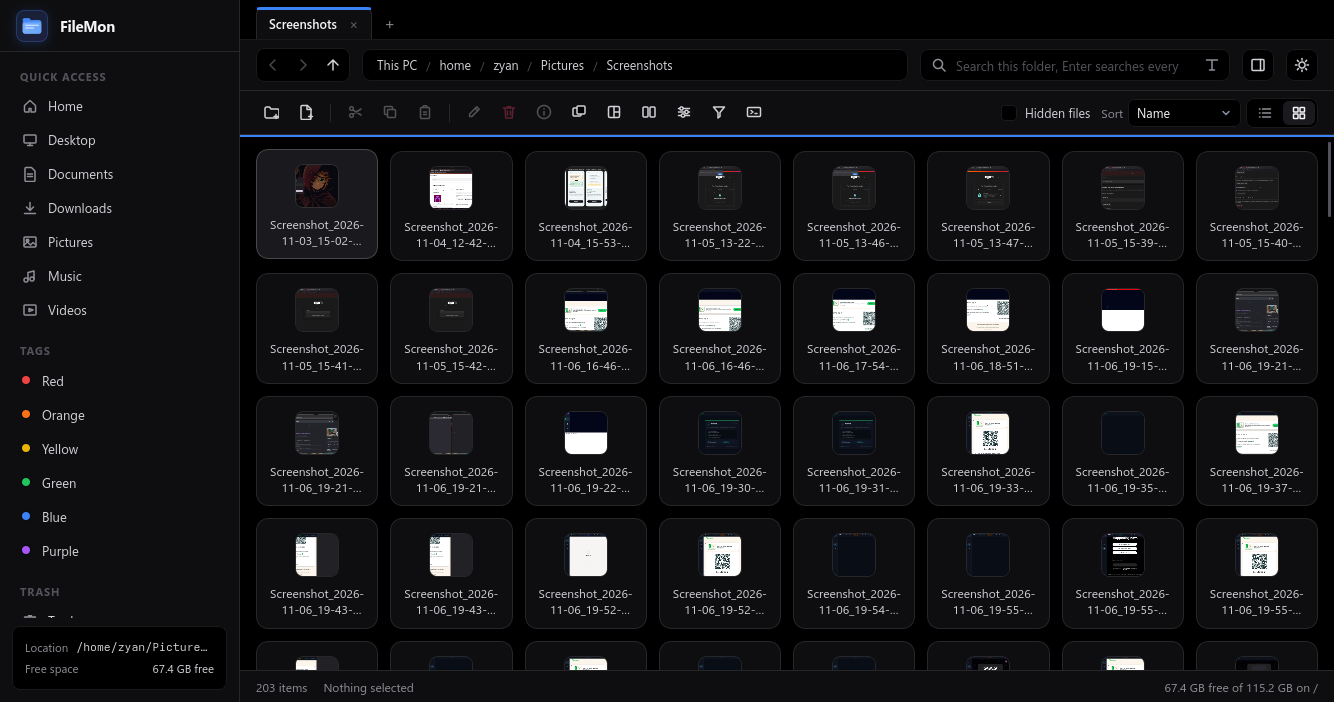 FileMon
QUICK ACCESS
Home
Desktop
Documents
Downloads
Pictures
Music
Videos
TAGS
Red
Orange
Yellow
Green
Blue
Purple
TRASH
Location /home/zyan/Picture…
Free space 67.4 GB free
Screenshots × +
This PC / home / zyan / Pictures / Screenshots
Search this folder, Enter searches every
Hidden files Sort Name
Screenshot_2026-11-03_15-02-...
Screenshot_2026-11-04_12-42-...
Screenshot_2026-11-04_15-53-...
Screenshot_2026-11-05_13-22-...
Screenshot_2026-11-05_13-46-...
Screenshot_2026-11-05_13-47-...
Screenshot_2026-11-05_15-39-...
Screenshot_2026-11-05_15-40-...
Screenshot_2026-11-05_15-41-...
Screenshot_2026-11-05_15-42-...
Screenshot_2026-11-06_16-46-...
Screenshot_2026-11-06_16-46-...
Screenshot_2026-11-06_17-54-...
Screenshot_2026-11-06_18-51-...
Screenshot_2026-11-06_19-15-...
Screenshot_2026-11-06_19-21-...
Screenshot_2026-11-06_19-21-...
Screenshot_2026-11-06_19-21-...
Screenshot_2026-11-06_19-22-...
Screenshot_2026-11-06_19-30-...
Screenshot_2026-11-06_19-31-...
Screenshot_2026-11-06_19-33-...
Screenshot_2026-11-06_19-35-...
Screenshot_2026-11-06_19-37-...
Screenshot_2026-11-06_19-43-...
Screenshot_2026-11-06_19-43-...
Screenshot_2026-11-06_19-52-...
Screenshot_2026-11-06_19-52-...
Screenshot_2026-11-06_19-54-...
Screenshot_2026-11-06_19-55-...
Screenshot_2026-11-06_19-55-...
Screenshot_2026-11-06_19-55-...
203 items Nothing selected
67.4 GB free of 115.2 GB on /